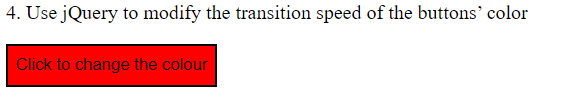 4. Use jQuery to modify the transition speed of the buttons’ color
Click to change the colour